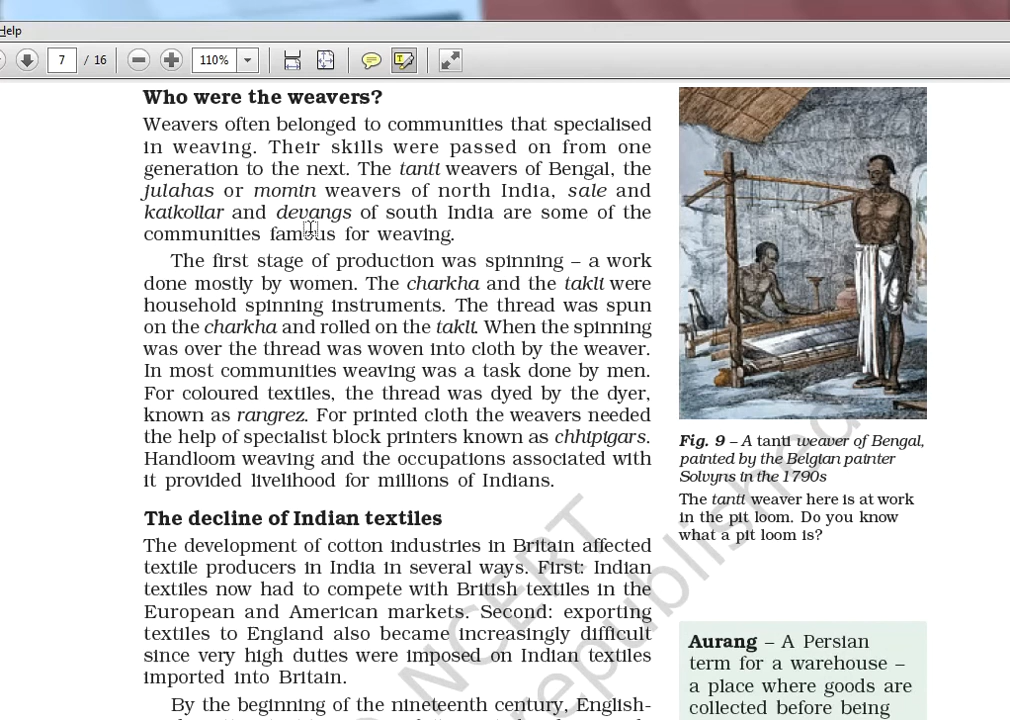 Help
7 / 16 110%
Who were the weavers?
Weavers often belonged to communities that specialised
in weaving. Their skills were passed on from one
generation to the next. The tanti weavers of Bengal, the
julahas or momin weavers of north India, sale and
kaikollar and devangs of south India are some of the
communities famous for weaving.
The first stage of production was spinning – a work
done mostly by women. The charkha and the takli were
household spinning instruments. The thread was spun
on the charkha and rolled on the takli. When the spinning
was over the thread was woven into cloth by the weaver.
In most communities weaving was a task done by men.
For coloured textiles, the thread was dyed by the dyer,
known as rangrez. For printed cloth the weavers needed
the help of specialist block printers known as chhipigars.
Handloom weaving and the occupations associated with
it provided livelihood for millions of Indians.
The decline of Indian textiles
The development of cotton industries in Britain affected
textile producers in India in several ways. First: Indian
textiles now had to compete with British textiles in the
European and American markets. Second: exporting
textiles to England also became increasingly difficult
since very high duties were imposed on Indian textiles
imported into Britain.
By the beginning of the nineteenth century, English-
Fig. 9 – A tanti weaver of Bengal,
painted by the Belgian painter
Solvyns in the 1790s
The tanti weaver here is at work
in the pit loom. Do you know
what a pit loom is?
Aurang – A Persian
term for a warehouse –
a place where goods are
collected before being
NCERT
republished